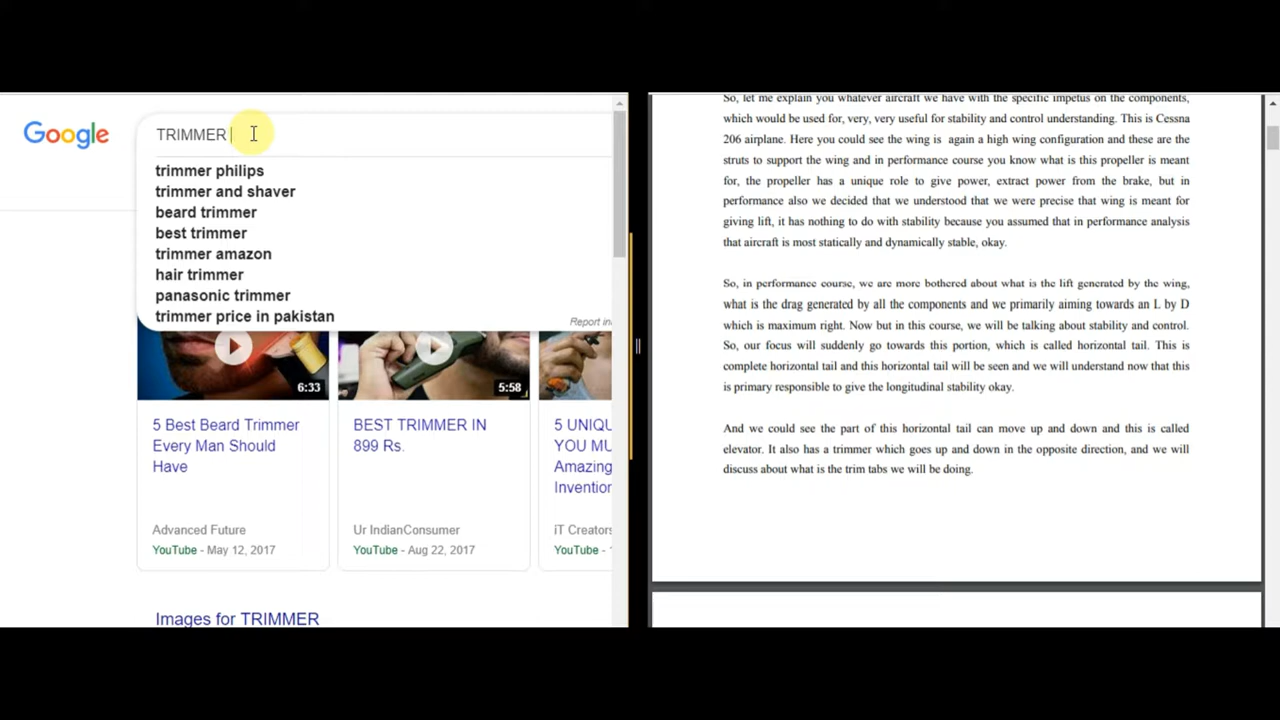 Google
TRIMMER
trimmer philips
trimmer and shaver
beard trimmer
best trimmer
trimmer amazon
hair trimmer
panasonic trimmer
trimmer price in pakistan
Report in
6:33
5:58
5 Best Beard Trimmer
Every Man Should
Have
Advanced Future
YouTube - May 12, 2017
BEST TRIMMER IN
899 Rs.
Ur IndianConsumer
YouTube - Aug 22, 2017
5 UNIQU
YOU MU
Amazing
Invention
iT Creators
YouTube - 1
Images for TRIMMER
So, let me explain you whatever aircraft we have with the specific impetus on the components,
which would be used for, very, very useful for stability and control understanding. This is Cessna
206 airplane. Here you could see the wing is again a high wing configuration and these are the
struts to support the wing and in performance course you know what is this propeller is meant
for, the propeller has a unique role to give power, extract power from the brake, but in
performance also we decided that we understood that we were precise that wing is meant for
giving lift, it has nothing to do with stability because you assumed that in performance analysis
that aircraft is most statically and dynamically stable, okay.
So, in performance course, we are more bothered about what is the lift generated by the wing,
what is the drag generated by all the components and we primarily aiming towards an L by D
which is maximum right. Now but in this course, we will be talking about stability and control.
So, our focus will suddenly go towards this portion, which is called horizontal tail. This is
complete horizontal tail and this horizontal tail will be seen and we will understand now that this
is primary responsible to give the longitudinal stability okay.
And we could see the part of this horizontal tail can move up and down and this is called
elevator. It also has a trimmer which goes up and down in the opposite direction, and we will
discuss about what is the trim tabs we will be doing.